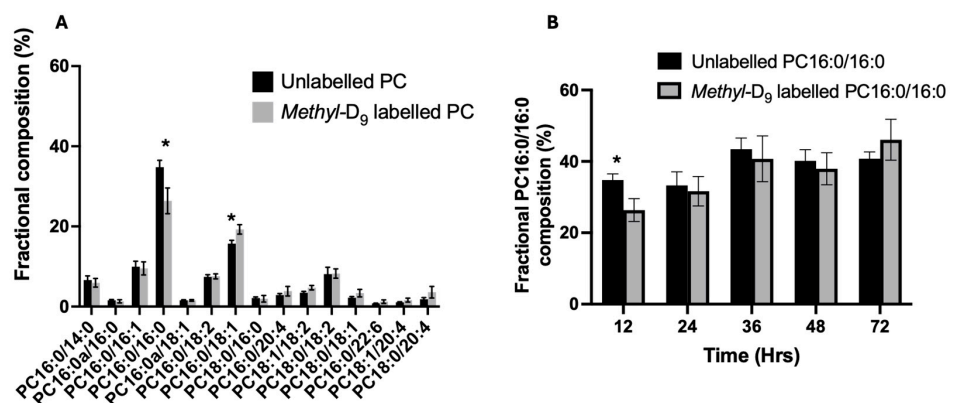 A
Fractional composition (%)
60
40
20
0
Unlabelled PC
Methyl-D9 labelled PC
*
*
PC16:0/14:0
PC16:0a/16:0
PC16:0/16:1
PC16:0/16:0
PC16:0a/18:1
PC16:0/18:2
PC16:0/18:1
PC18:0/16:0
PC16:0/20:4
PC18:1/18:2
PC18:0/18:2
PC18:0/18:1
PC16:0/22:6
PC18:1/20:4
PC18:0/20:4
B
Unlabelled PC16:0/16:0
Methyl-D9 labelled PC16:0/16:0
Fractional PC16:0/16:0
composition (%)
60
40
20
0
*
12 24 36 48 72
Time (Hrs)